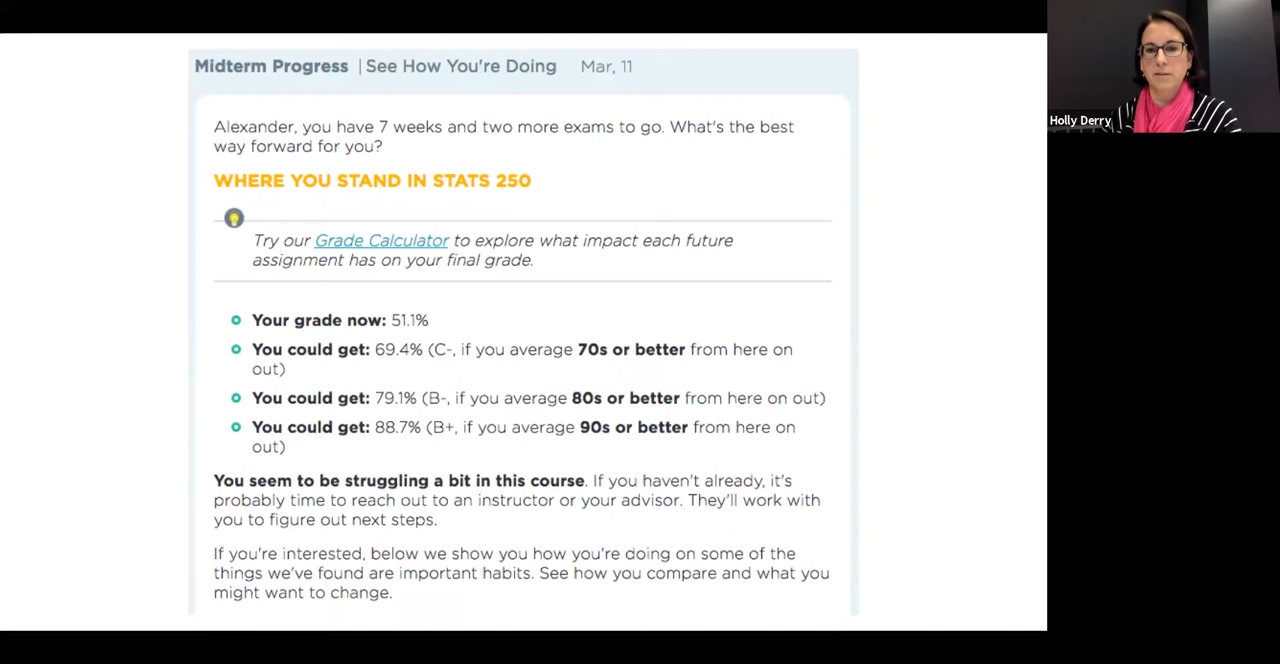 Midterm Progress | See How You're Doing Mar, 11
Alexander, you have 7 weeks and two more exams to go. What's the best
way forward for you?
WHERE YOU STAND IN STATS 250
Try our Grade Calculator to explore what impact each future
assignment has on your final grade.
Your grade now: 51.1%
You could get: 69.4% (C-, if you average 70s or better from here on
out)
You could get: 79.1% (B-, if you average 80s or better from here on out)
You could get: 88.7% (B+, if you average 90s or better from here on
out)
You seem to be struggling a bit in this course. If you haven't already, it's
probably time to reach out to an instructor or your advisor. They'll work with
you to figure out next steps.
If you're interested, below we show you how you're doing on some of the
things we've found are important habits. See how you compare and what you
might want to change.
Holly Derry